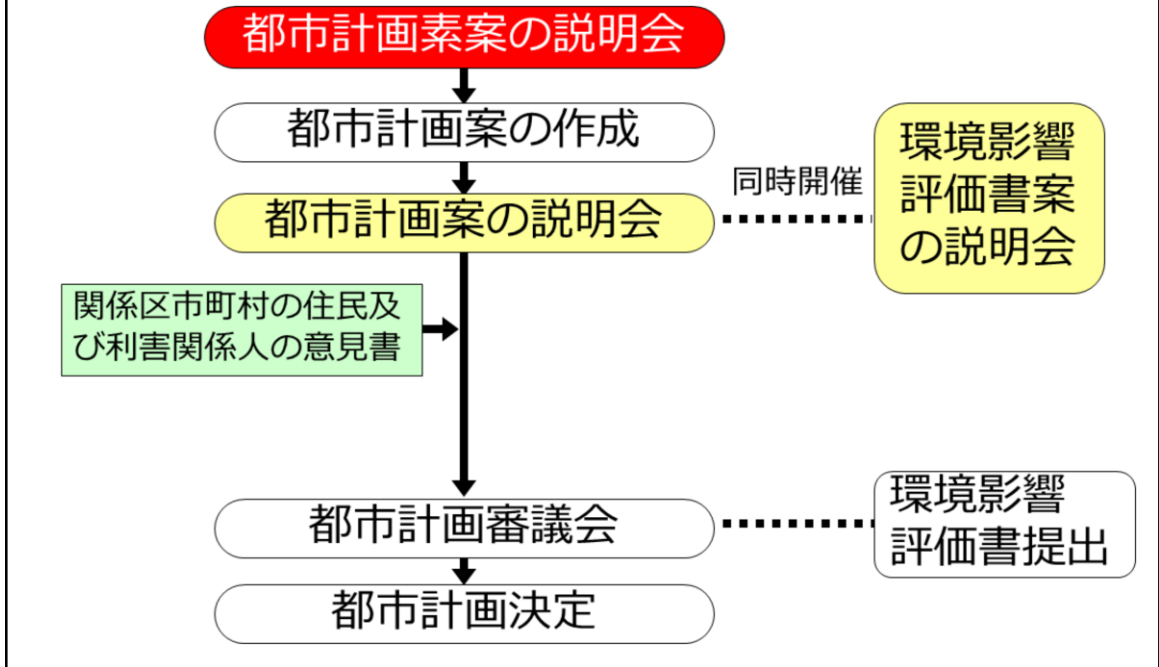 都市計画素案の説明会
都市計画案の作成
都市計画案の説明会
同時開催
環境影響
評価書案
の説明会
関係区市町村の住民及
び利害関係人の意見書
都市計画審議会
環境影響
評価書提出
都市計画決定